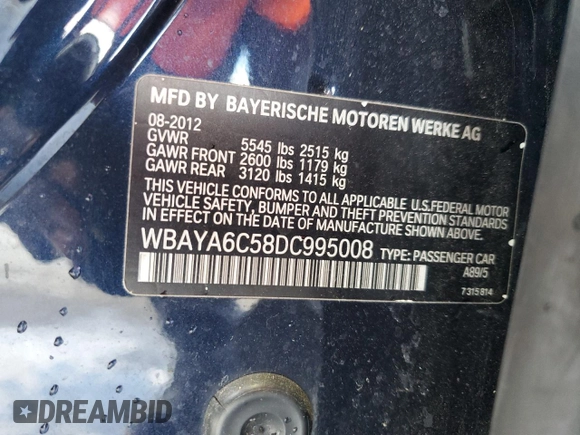 MFD BY BAYERISCHE MOTOREN WERKE AG
08-2012
GVWR 5545 lbs 2515 kg
GAWR FRONT 2600 lbs 1179 kg
GAWR REAR 3120 lbs 1415 kg
THIS VEHICLE CONFORMS TO ALL APPLICABLE U.S.FEDERAL MOTOR
VEHICLE SAFETY, BUMPER AND THEFT PREVENTION STANDARDS
IN EFFECT ON THE DATE OF MANUFACTURE SHOWN ABOVE.
WBAYA6C58DC995008 TYPE: PASSENGER CAR
A89/5
7315814
DREAMBID